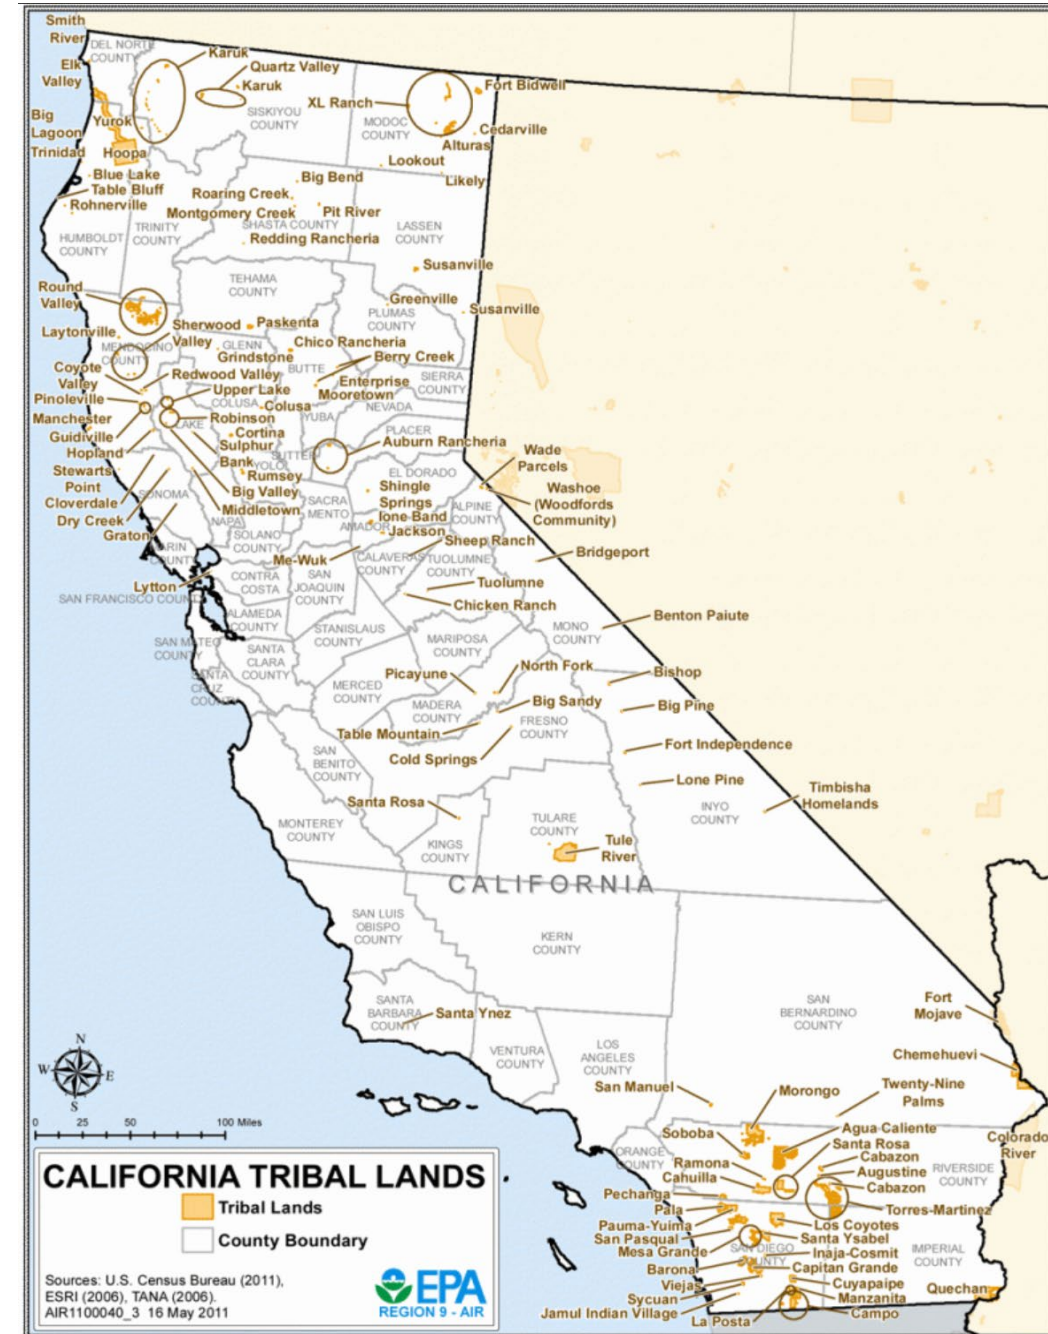 Smith
River
DEL NORTE
COUNTY
Elk
Valley
Karuk
Quartz Valley
Karuk
SISKIYOU
COUNTY
XL Ranch
Fort Bidwell
MODOC
COUNTY
Cedarville
Alturas
Big
Lagoon
Yurok
Trinidad
Hoopa
Lookout
Likely
Blue Lake
Table Bluff
Rohnerville
Big Bend
Roaring Creek
Montgomery Creek
Pit River
SHASTA COUNTY
Redding Rancheria
HUMBOLDT
COUNTY
TRINITY
COUNTY
LASSEN
COUNTY
TEHAMA
COUNTY
Susanville
Round
Valley
Greenville
Susanville
PLUMAS
COUNTY
Laytonville
Sherwood
Valley
Paskenta
MENDOCINO
COUNTY
GLENN
Grindstone
Chico Rancheria
BUTTE
Berry Creek
Coyote
Valley
Redwood Valley
Enterprise
Mooretown
SIERRA
COUNTY
Pinoleville
Upper Lake
COLUSA
Colusa
YUBA
NEVADA
Manchester
Robinson
LAKE
Cortina
PLACER
Guidiville
Sulphur
Bank
SUTTER
Auburn Rancheria
Hopland
YOLO
Rumsey
EL DORADO
Wade
Parcels
Stewarts
Point
SONOMA
Big Valley
Shingle
Springs
Washoe
(Woodfords
Community)
Cloverdale
Middletown
SACRA
MENTO
Ione Band
ALPINE
COUNTY
Dry Creek
NAPA
AMADOR
Jackson
Graton
SOLANO
COUNTY
Sheep Ranch
MARIN
COUNTY
Me-Wuk
CALAVERAS
COUNTY
TUOLUMNE
COUNTY
Bridgeport
Lytton
CONTRA
COSTA
SAN
JOAQUIN
COUNTY
Tuolumne
SAN FRANCISCO COUNTY
Chicken Ranch
ALAMEDA
COUNTY
STANISLAUS
COUNTY
MONO
COUNTY
Benton Paiute
SAN MATEO
COUNTY
SANTA
CLARA
COUNTY
MARIPOSA
COUNTY
SANTA
CRUZ
COUNTY
MERCED
COUNTY
Picayune
North Fork
Bishop
MADERA
COUNTY
Big Sandy
Big Pine
Table Mountain
FRESNO
COUNTY
SAN
BENITO
COUNTY
Cold Springs
Fort Independence
Lone Pine
Timbisha
Homelands
Santa Rosa
INYO
COUNTY
MONTEREY
COUNTY
TULARE
COUNTY
KINGS
COUNTY
Tule
River
CALIFORNIA
SAN LUIS
OBISPO
COUNTY
KERN
COUNTY
SANTA
BARBARA
COUNTY
Santa Ynez
SAN
BERNARDINO
COUNTY
Fort
Mojave
VENTURA
COUNTY
LOS
ANGELES
COUNTY
Chemehuevi
San Manuel
Morongo
Twenty-Nine
Palms
Soboba
Agua Caliente
Colorado
River
Santa Rosa
ORANGE
COUNTY
Ramona
Cabazon
Cahuilla
Augustine
RIVERSIDE
COUNTY
Pechanga
Cabazon
Pala
Torres-Martinez
Pauma-Yuima
Los Coyotes
San Pasqual
Santa Ysabel
Mesa Grande
SAN DIEGO
COUNTY
Inaja-Cosmit
IMPERIAL
COUNTY
Barona
Capitan Grande
Viejas
Cuyapaipe
Quechan
Sycuan
Manzanita
Jamul Indian Village
Campo
La Posta
N
W E
S
0 25 50 100 Miles
CALIFORNIA TRIBAL LANDS
Tribal Lands
County Boundary
Sources: U.S. Census Bureau (2011),
ESRI (2006), TANA (2006).
AIR1100040_3 16 May 2011
EPA
REGION 9 - AIR